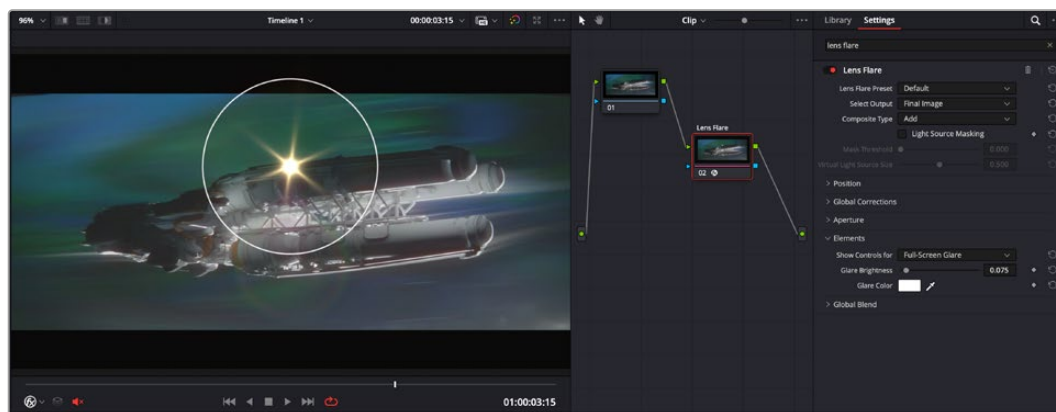 96%
Timeline 1
00:00:03:15
Clip
Library Settings
lens flare
Lens Flare
Lens Flare Preset Default
Select Output Final Image
Composite Type Add
Light Source Masking
Mask Threshold 0.000
Virtual Light Source Size 0.500
> Position
> Global Corrections
> Aperture
Elements
Show Controls for Full-Screen Glare
Glare Brightness 0.075
Glare Color
> Global Blend
01
Lens Flare
02
fx
01:00:03:15